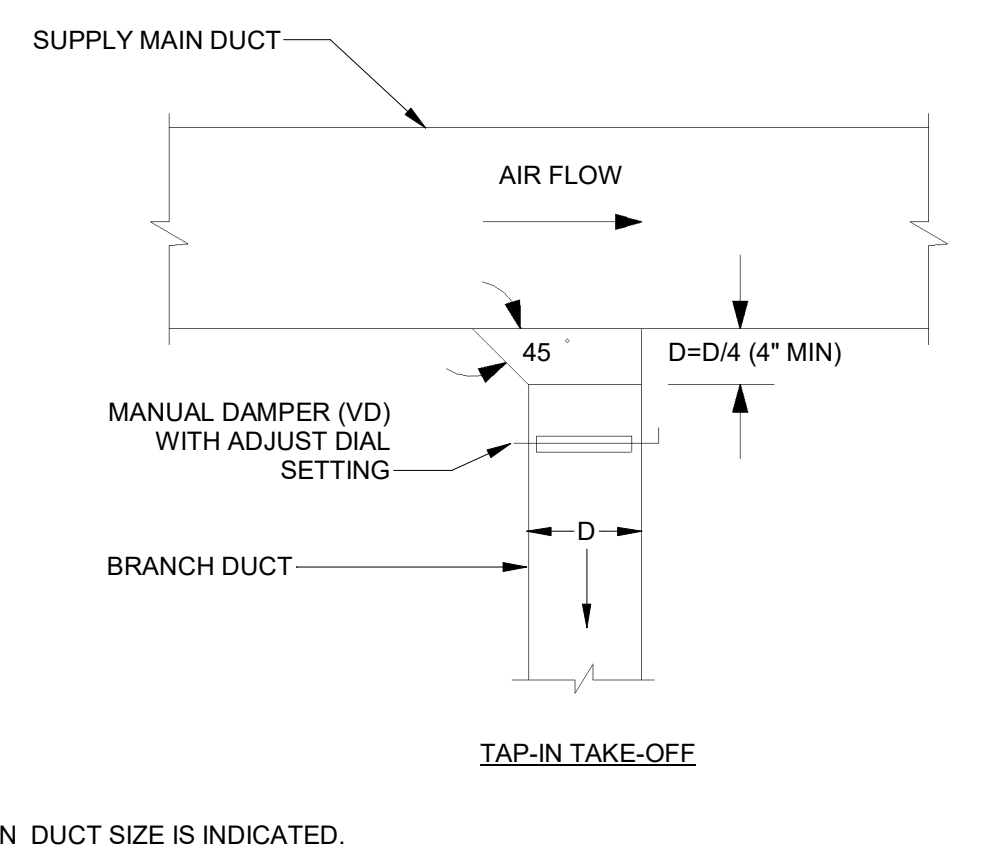 SUPPLY MAIN DUCT
AIR FLOW
45°
D=D/4 (4" MIN)
MANUAL DAMPER (VD)
WITH ADJUST DIAL
SETTING
D
BRANCH DUCT
TAP-IN TAKE-OFF
N DUCT SIZE IS INDICATED.